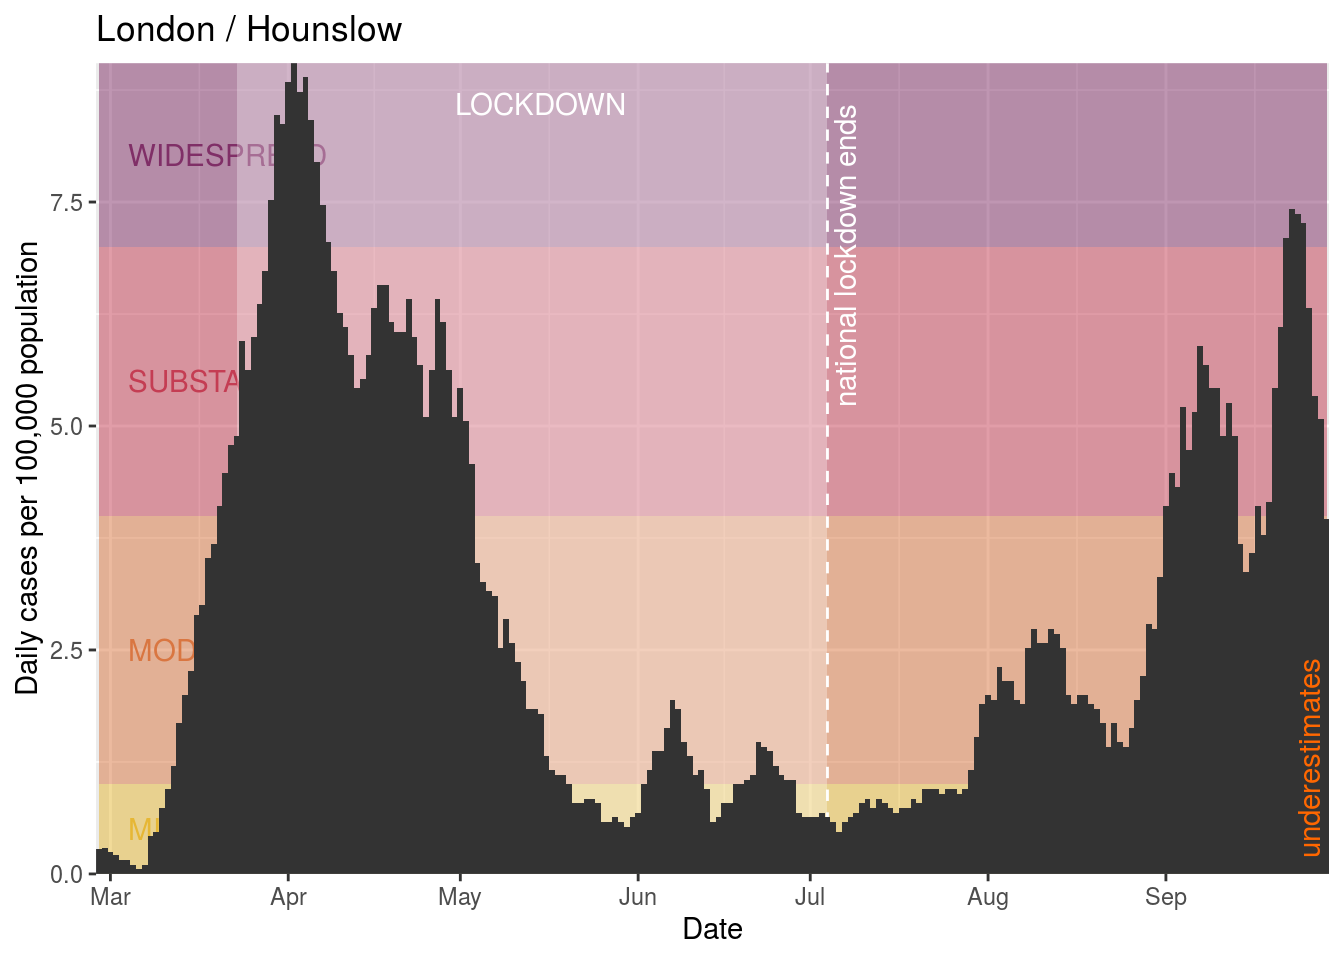 London / Hounslow
LOCKDOWN
WIDESPREAD
SUBSTA
MOD
national lockdown ends
underestimates
7.5
5.0
2.5
0.0
Daily cases per 100,000 population
Mar Apr May Jun Jul Aug Sep
Date